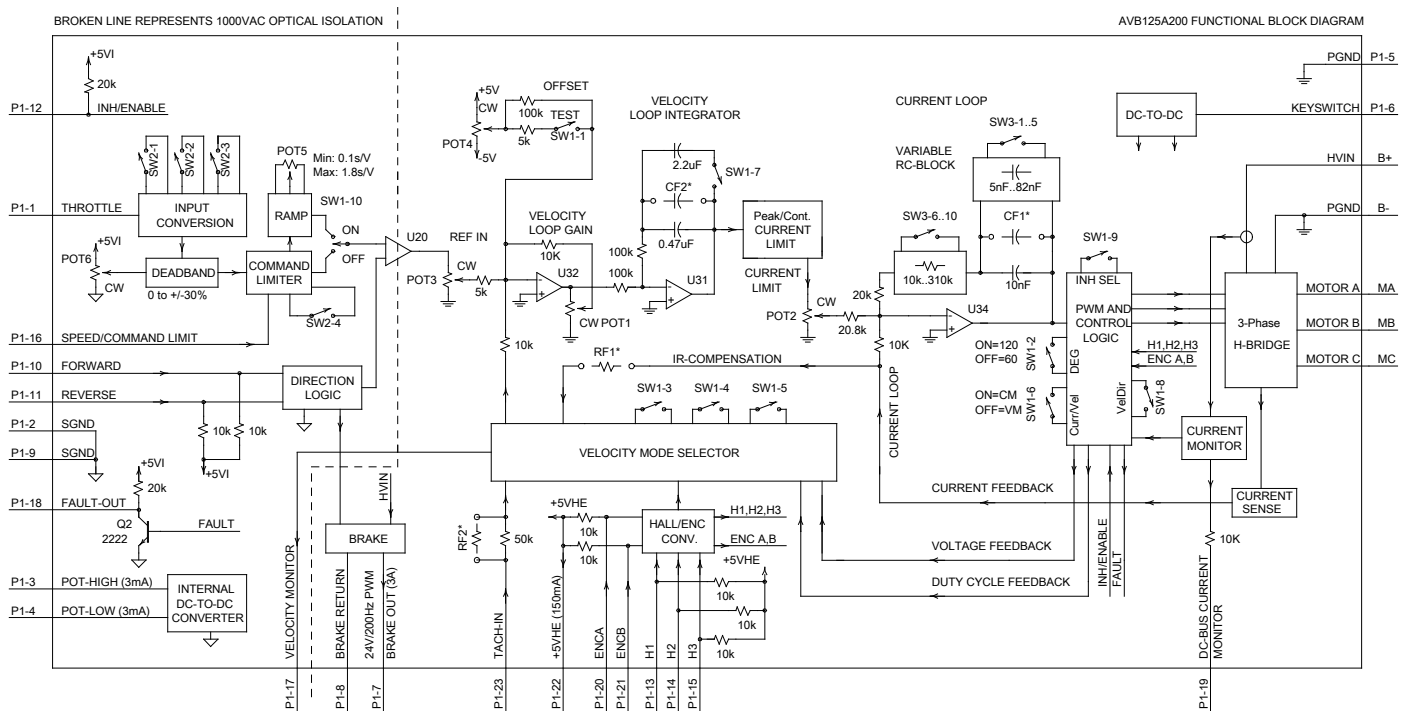 BROKEN LINE REPRESENTS 1000VAC OPTICAL ISOLATION
AVB125A200 FUNCTIONAL BLOCK DIAGRAM
+5VI
20k
P1-12 INH/ENABLE
SW2-1
SW2-2
SW2-3
POT5
Min: 0.1s/V
Max: 1.8s/V
P1-1 THROTTLE
INPUT
CONVERSION
RAMP
SW1-10
ON
OFF
+5VI
POT6
CW
DEADBAND
0 to +/-30%
COMMAND
LIMITER
SW2-4
U20
REF IN
CW
POT3
5k
P1-16 SPEED/COMMAND LIMIT
P1-10 FORWARD
P1-11 REVERSE
DIRECTION
LOGIC
P1-2 SGND
P1-9 SGND
10k
10k
+5VI
+5VI
20k
P1-18 FAULT-OUT
Q2
2222
FAULT
P1-3 POT-HIGH (3mA)
P1-4 POT-LOW (3mA)
INTERNAL
DC-TO-DC
CONVERTER
HVIN
BRAKE
VELOCITY MONITOR
BRAKE RETURN
24V/200Hz PWM
BRAKE OUT (3A)
P1-17
P1-8
P1-7
+5V
CW
POT4
-5V
OFFSET
100k
TEST
5k
SW1-1
VELOCITY
LOOP GAIN
10K
U32
CW POT1
VELOCITY
LOOP INTEGRATOR
2.2uF
SW1-7
CF2*
0.47uF
100k
100k
U31
Peak/Cont.
CURRENT
LIMIT
CURRENT
LIMIT
CW
POT2
20.8k
20k
10K
CURRENT LOOP
SW3-1..5
VARIABLE
RC-BLOCK
5nF..82nF
SW3-6..10
10k..310k
CF1*
10nF
U34
10k
RF1*
IR-COMPENSATION
SW1-3
SW1-4
SW1-5
VELOCITY MODE SELECTOR
CURRENT LOOP
RF2*
50k
TACH-IN
P1-23
+5VHE
10k
10k
HALL/ENC
CONV.
H1,H2,H3
ENC A,B
+5VHE
10k
10k
10k
+5VHE (150mA)
ENCA
ENCB
H1
H2
H3
P1-22
P1-20
P1-21
P1-13
P1-14
P1-15
CURRENT FEEDBACK
VOLTAGE FEEDBACK
DUTY CYCLE FEEDBACK
INH/ENABLE
FAULT
DC-TO-DC
SW1-9
INH SEL
PWM AND
CONTROL
LOGIC
ON=120
OFF=60
SW1-2
DEG
ON=CM
OFF=VM
SW1-6
Curr/Vel
VelDir
SW1-8
H1,H2,H3
ENC A,B
3-Phase
H-BRIDGE
CURRENT
MONITOR
CURRENT
SENSE
10K
DC-BUS CURRENT
MONITOR
P1-19
PGND P1-5
KEYSWITCH P1-6
HVIN B+
PGND B-
MOTOR A MA
MOTOR B MB
MOTOR C MC